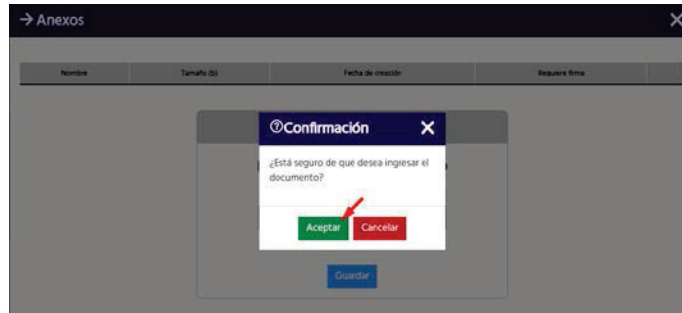 → Anexos
Nombre Tamaño (b) Fecha de creación Requiere firma
Confirmación
¿Está seguro de que desea ingresar el
documento?
Aceptar Cancelar
Guardar